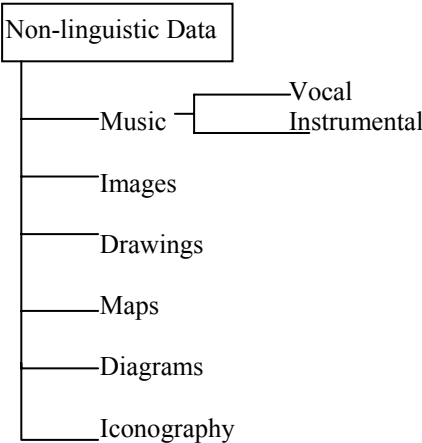 Non-linguistic Data
Vocal
Music
Instrumental
Images
Drawings
Maps
Diagrams
Iconography